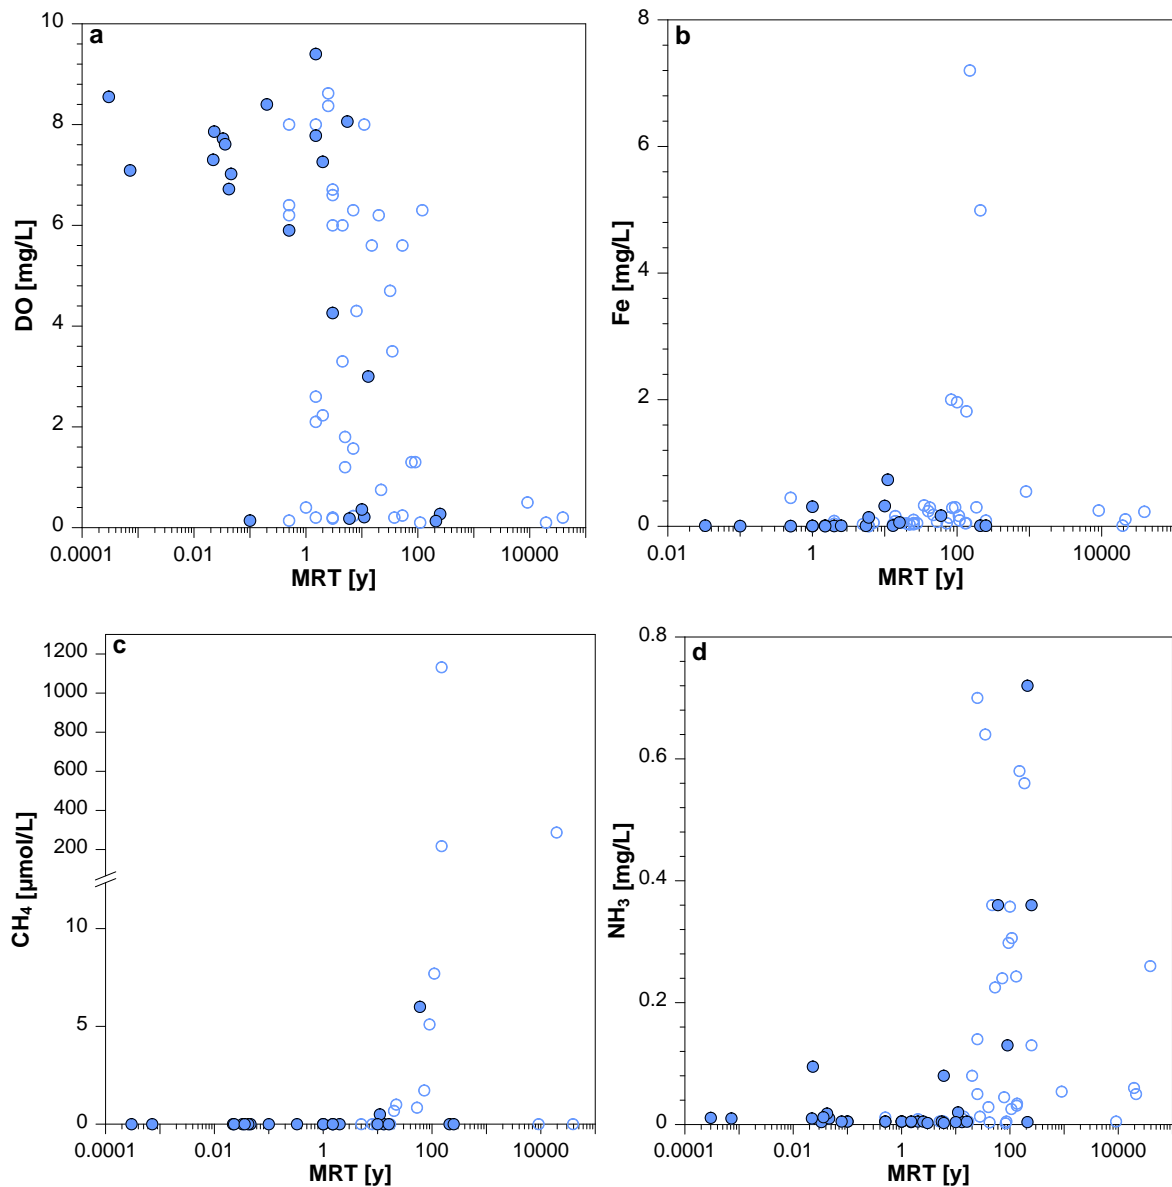 a
10
8
6
4
2
0
DO [mg/L]
0.0001 0.01 1 100 10000
MRT [y]
b
8
6
4
2
0
Fe [mg/L]
0.01 1 100 10000
MRT [y]
c
1200
1000
800
600
400
200
10
5
0
CH₄ [µmol/L]
0.0001 0.01 1 100 10000
MRT [y]
d
0.8
0.6
0.4
0.2
0
NH₃ [mg/L]
0.0001 0.01 1 100 10000
MRT [y]